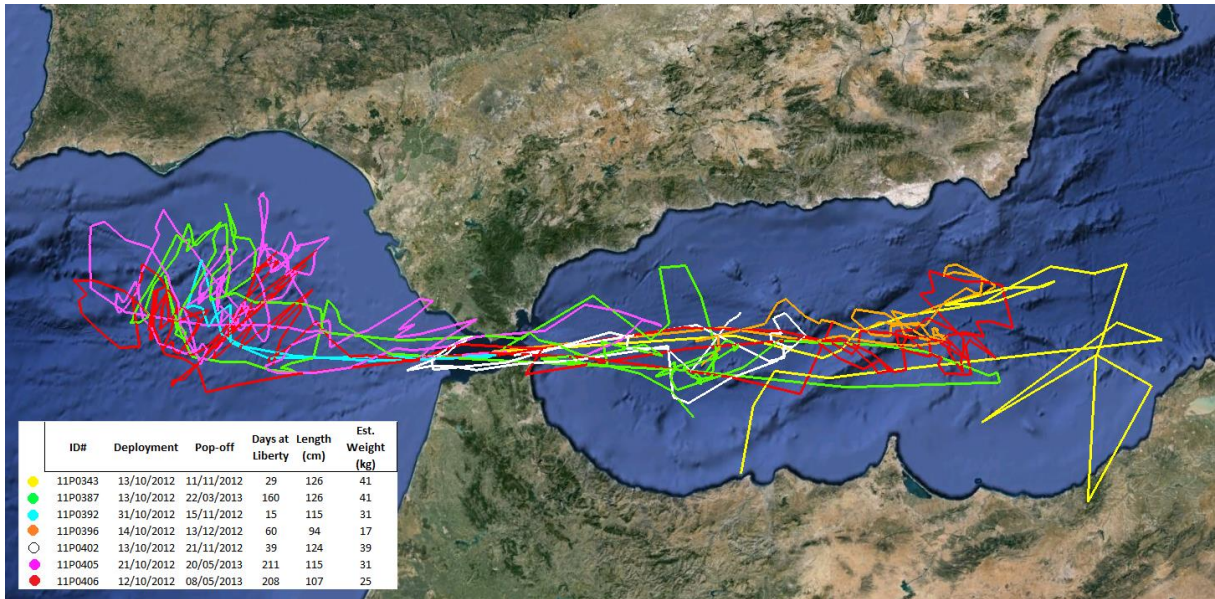 ID# Deployment Pop-off Days at Liberty Length (cm) Est. Weight (kg)
11P0343 13/10/2012 11/11/2012 29 126 41
11P0387 13/10/2012 22/03/2013 160 126 41
11P0392 31/10/2012 15/11/2012 15 115 31
11P0396 14/10/2012 13/12/2012 60 94 17
11P0402 13/10/2012 21/11/2012 39 124 39
11P0405 21/10/2012 20/05/2013 211 115 31
11P0406 12/10/2012 08/05/2013 208 107 25